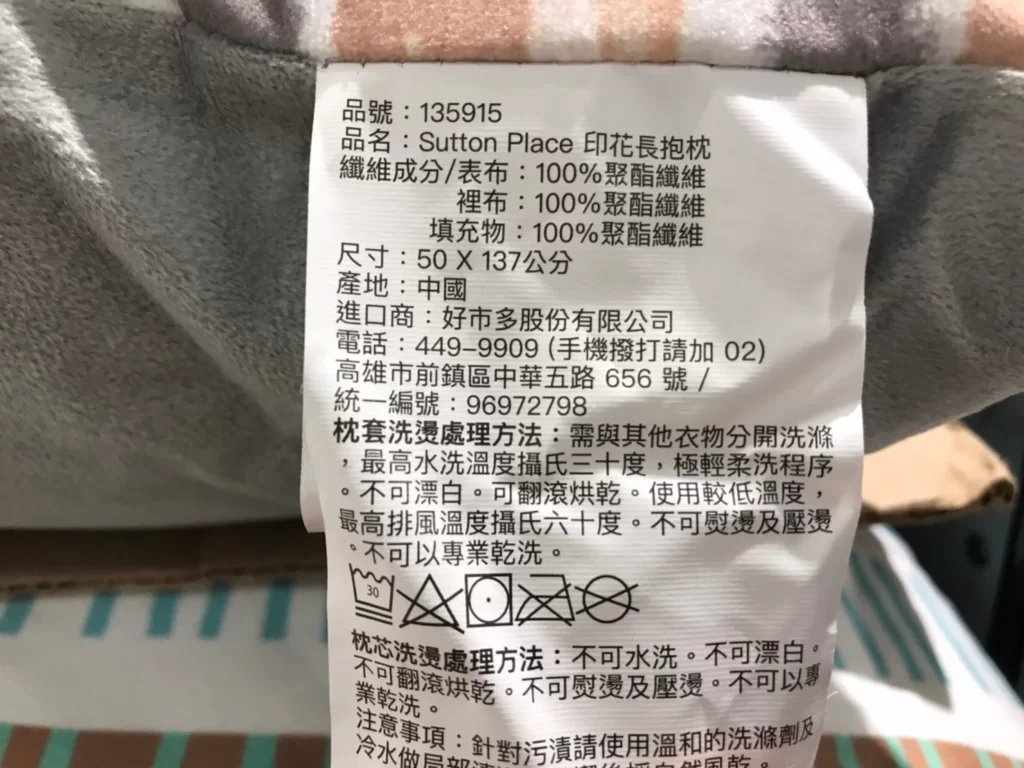 品號：135915
品名：Sutton Place 印花長抱枕
纖維成分/表布：100%聚酯纖維
裡布：100%聚酯纖維
填充物：100%聚酯纖維
尺寸：50 X 137公分
產地：中國
進口商：好市多股份有限公司
電話：449-9909 (手機撥打請加 02)
高雄市前鎮區中華五路 656 號 /
統一編號：96972798
枕套洗燙處理方法：需與其他衣物分開洗滌
，最高水洗溫度攝氏三十度，極輕柔洗程序
。不可漂白。可翻滾烘乾。使用較低溫度，
最高排風溫度攝氏六十度。不可熨燙及壓燙
。不可以專業乾洗。
30
枕芯洗燙處理方法：不可水洗。不可漂白。
不可翻滾烘乾。不可熨燙及壓燙。不可以專
業乾洗。
注意事項：針對污漬請使用溫和的洗滌劑及
冷水做局部